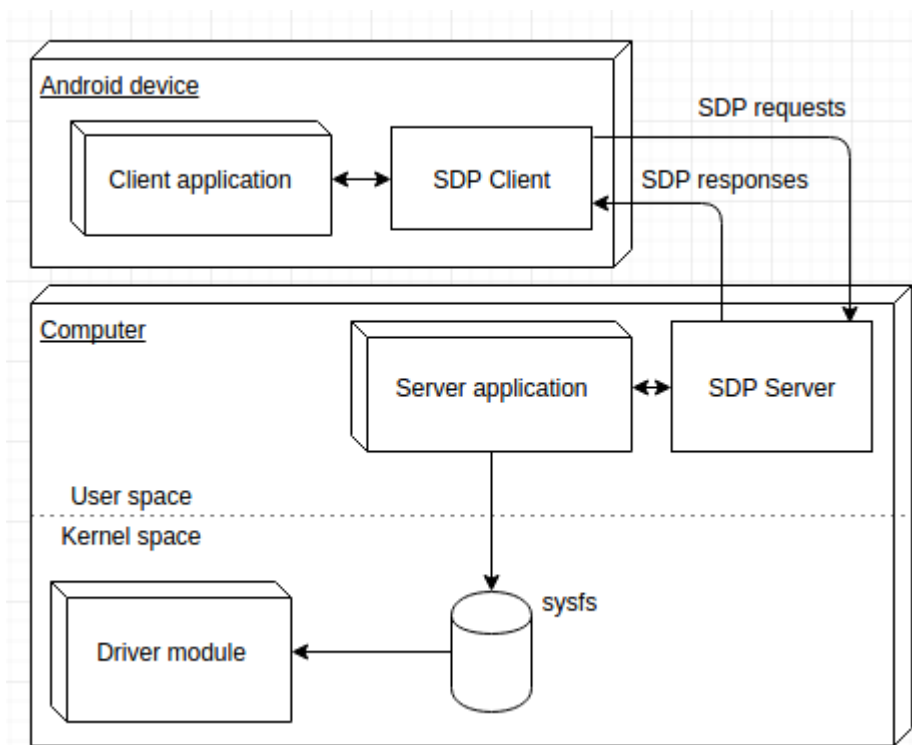 Android device
SDP requests
Client application
SDP Client
SDP responses
Computer
Server application
SDP Server
User space
Kernel space
sysfs
Driver module